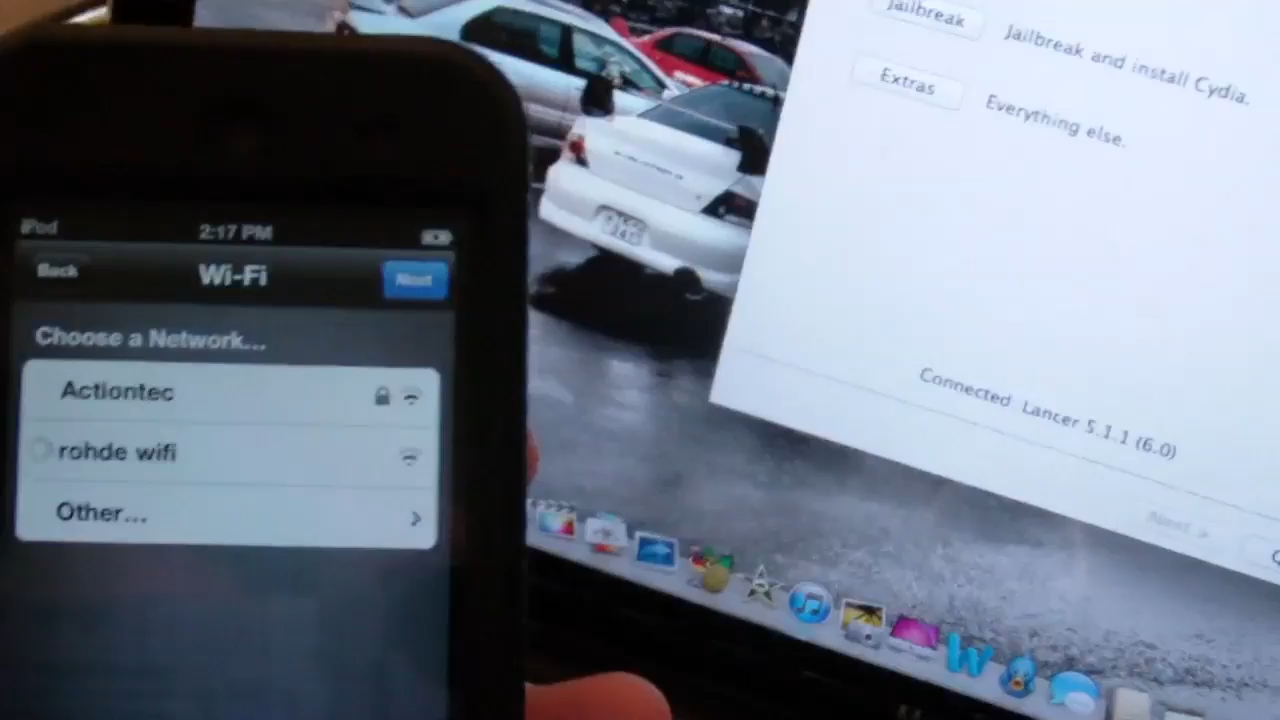 iPod
2:17 PM
Back
Wi-Fi
Next
Choose a Network...
Actiontec
rohde wifi
Other...
Jailbreak
Jailbreak and install Cydia.
Extras
Everything else.
Connected Lancer 5.1.1 (6.0)
Next >